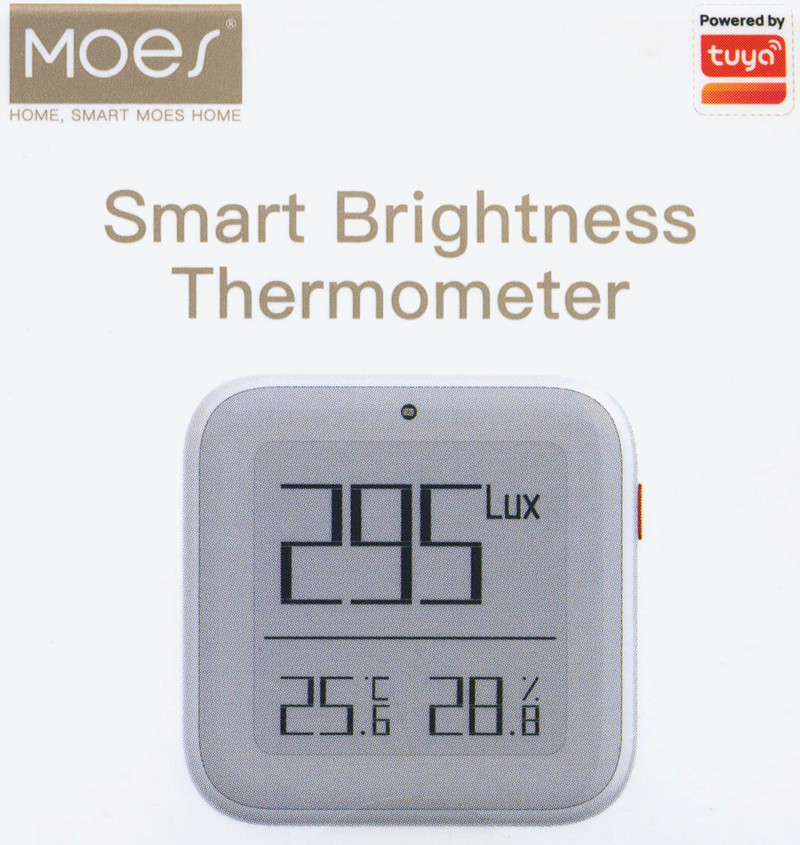 MOES®
HOME, SMART MOES HOME
Powered by
tuya
Smart Brightness
Thermometer
295 Lux
25.6 °C 28.8 %